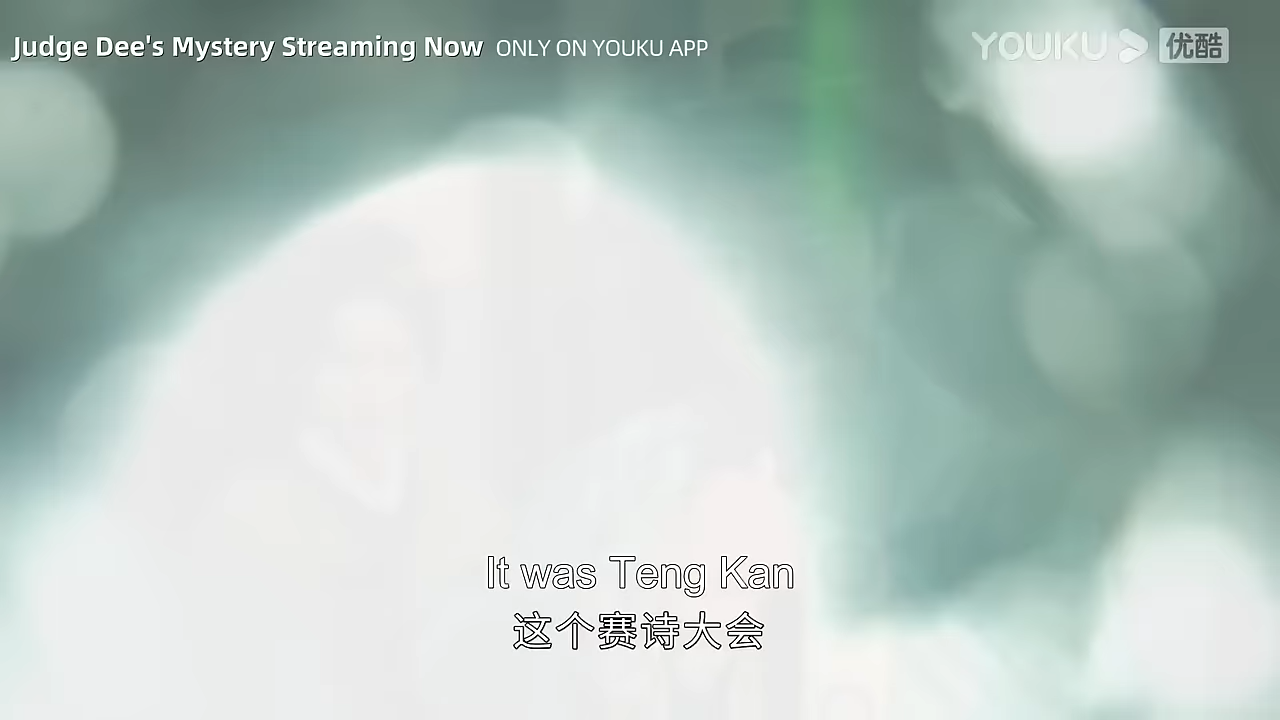 Judge Dee's Mystery Streaming Now ONLY ON YOUKU APP
YOUKU 优酷
It was Teng Kan
这个赛诗大会